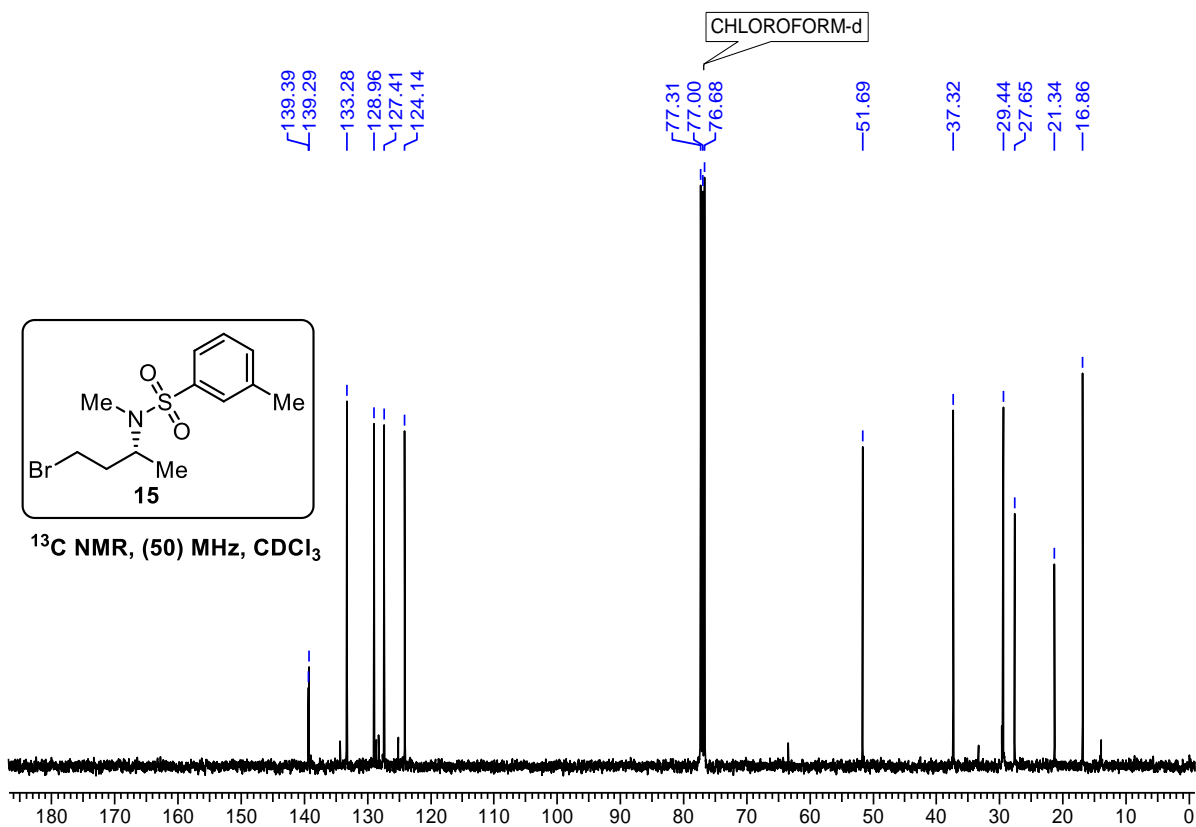 CHLOROFORM-d
139.39
139.29
133.28
128.96
127.41
124.14
77.31
77.00
76.68
51.69
37.32
29.44
27.65
21.34
16.86
O
Me
S
Me
N
O
Br
Me
15
¹³C NMR, (50) MHz, CDCl₃
180 170 160 150 140 130 120 110 100 90 80 70 60 50 40 30 20 10 0